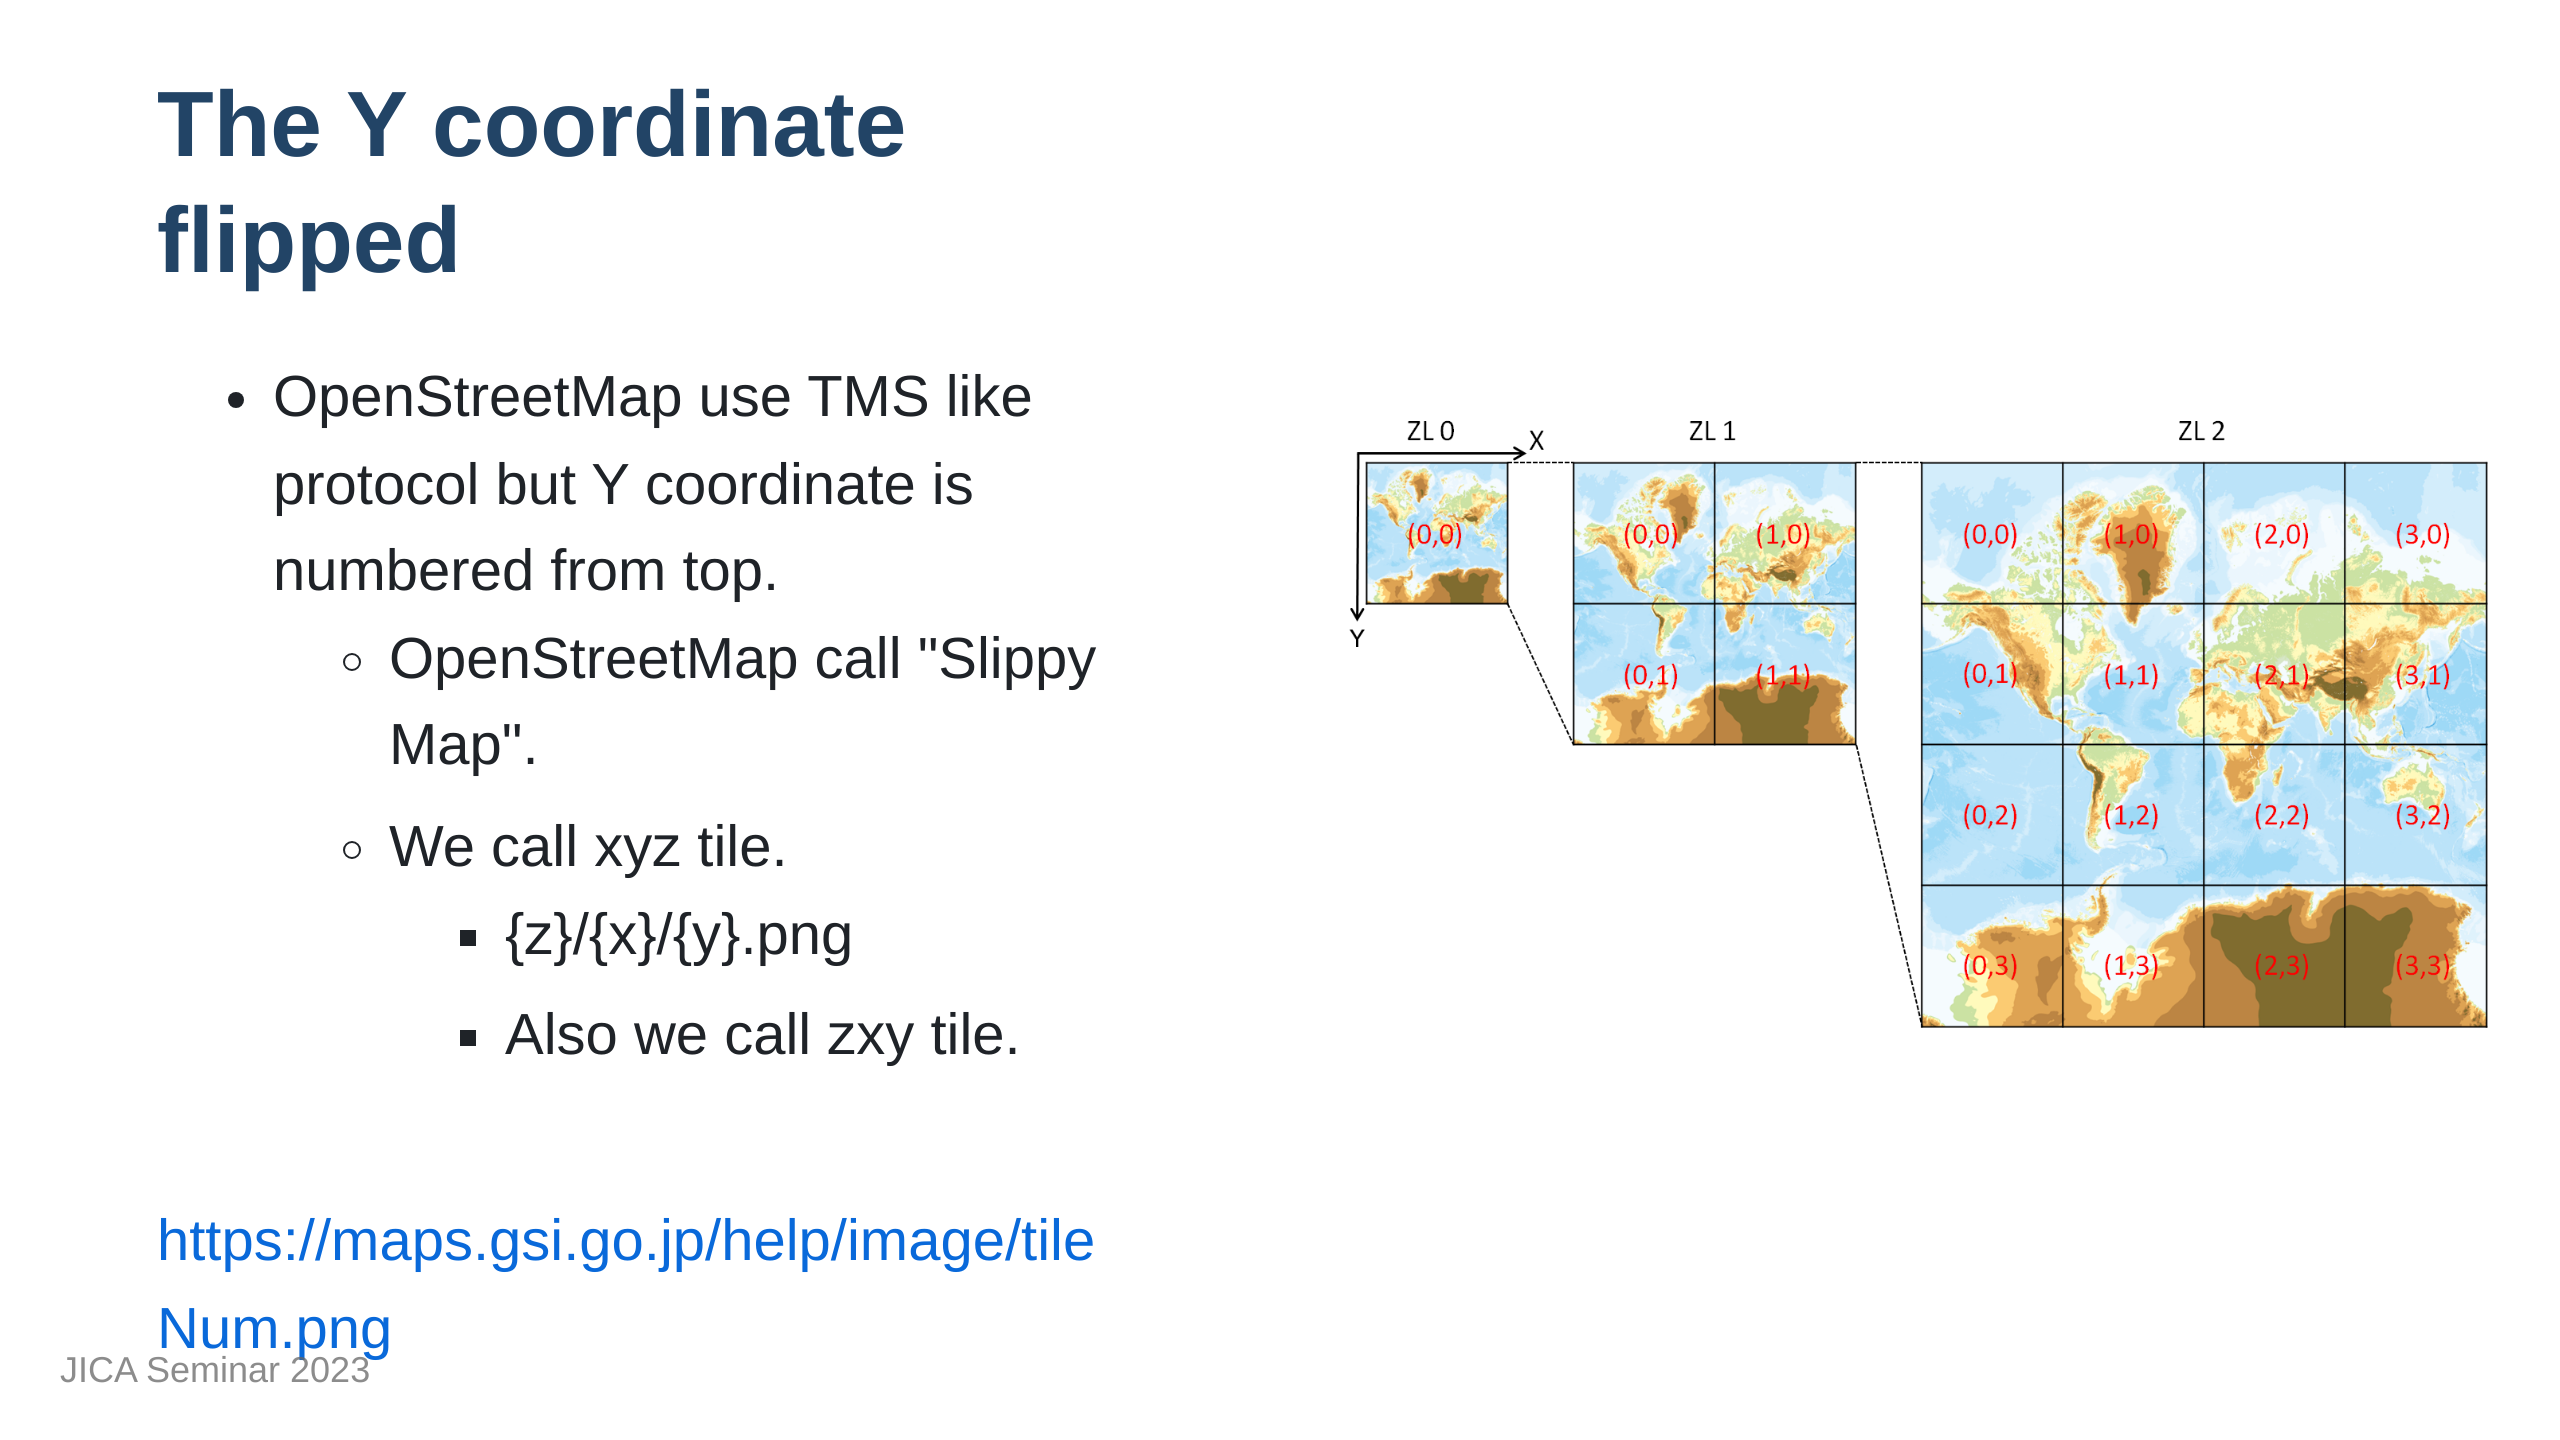 The Y coordinate
flipped
• OpenStreetMap use TMS like
protocol but Y coordinate is
numbered from top.
○ OpenStreetMap call "Slippy
Map".
○ We call xyz tile.
▪ {z}/{x}/{y}.png
▪ Also we call zxy tile.
https://maps.gsi.go.jp/help/image/tile
Num.png
JICA Seminar 2023
ZL 0
X
Y
(0,0)
ZL 1
(0,0) (1,0)
(0,1) (1,1)
ZL 2
(0,0) (1,0) (2,0) (3,0)
(0,1) (1,1) (2,1) (3,1)
(0,2) (1,2) (2,2) (3,2)
(0,3) (1,3) (2,3) (3,3)